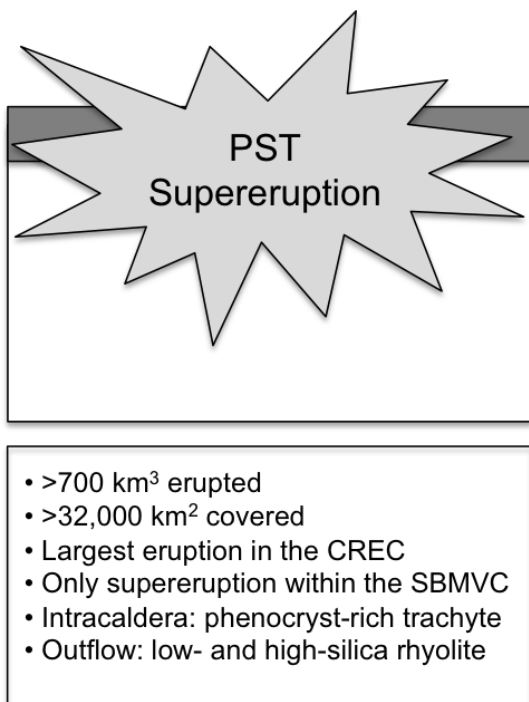 PST
Supereruption
• >700 km³ erupted
• >32,000 km² covered
• Largest eruption in the CREC
• Only supereruption within the SBMVC
• Intracaldera: phenocryst-rich trachyte
• Outflow: low- and high-silica rhyolite